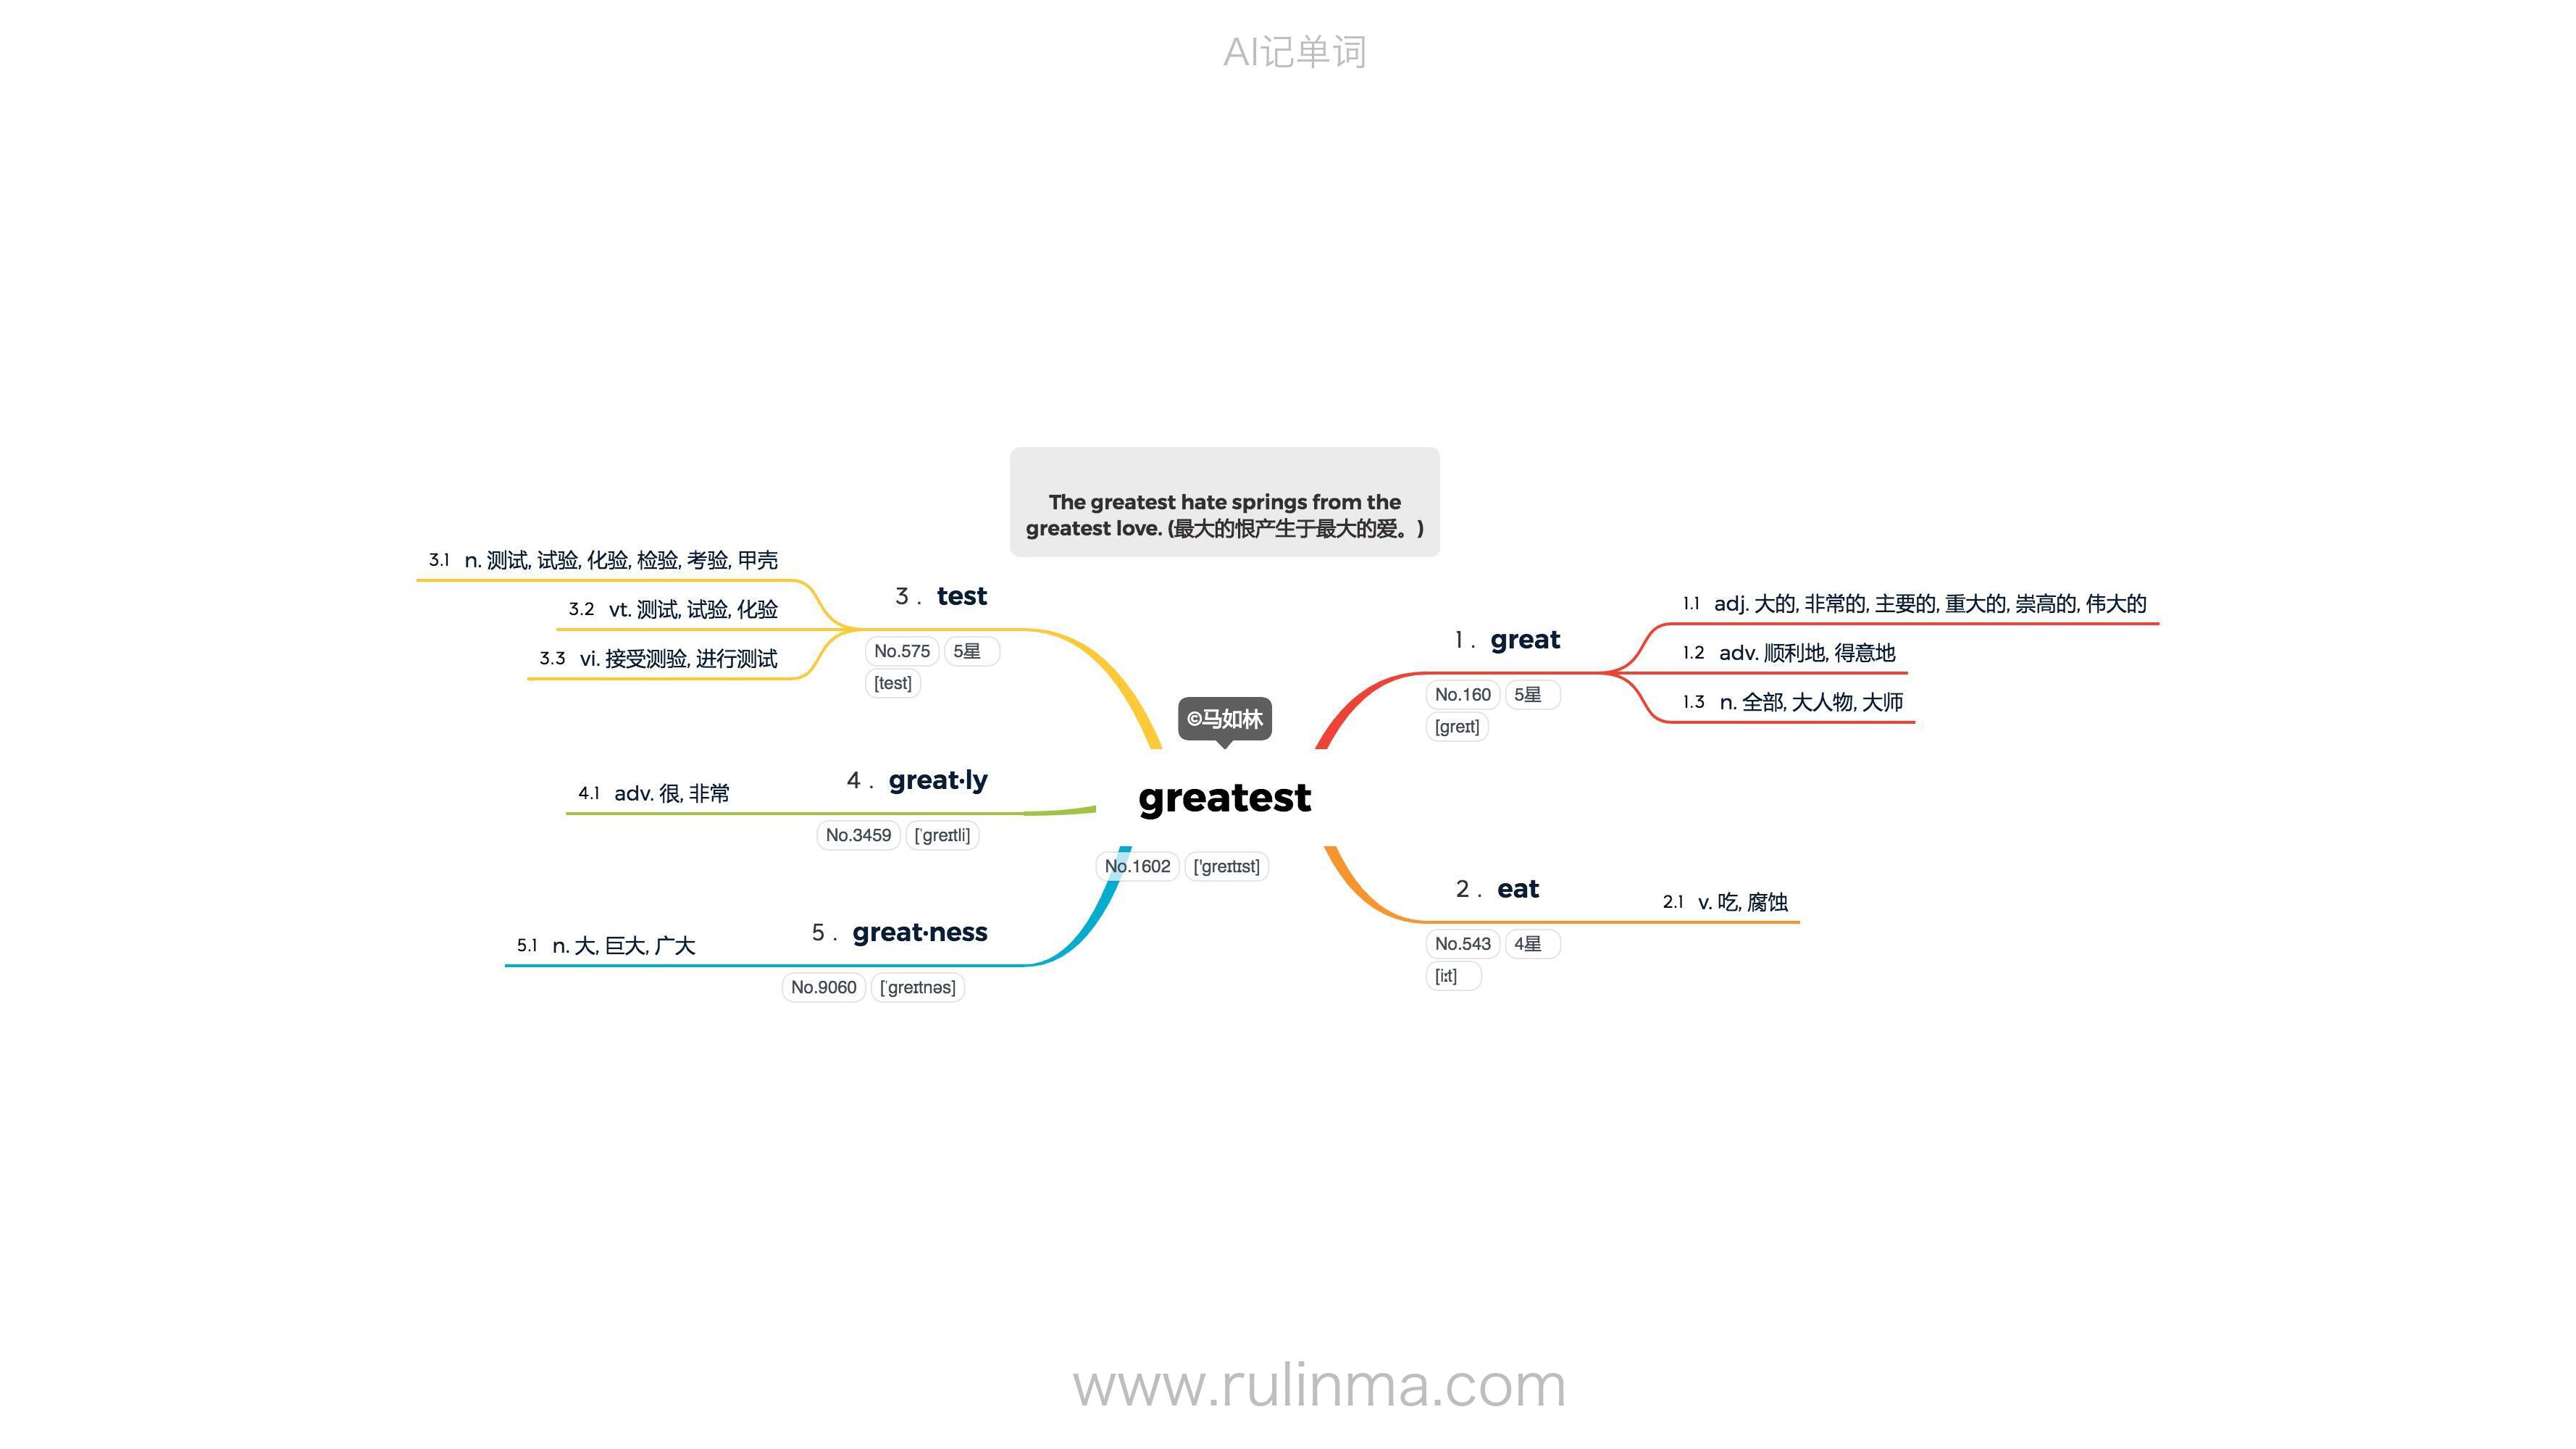 AI记单词
The greatest hate springs from the
greatest love. (最大的恨产生于最大的爱。)
©马如林
greatest
No.1602 [ˈgreɪtɪst]
1 . great
No.160 5星
[greɪt]
1.1 adj. 大的, 非常的, 主要的, 重大的, 崇高的, 伟大的
1.2 adv. 顺利地, 得意地
1.3 n. 全部, 大人物, 大师
2 . eat
No.543 4星
[iːt]
2.1 v. 吃, 腐蚀
3 . test
No.575 5星
[test]
3.1 n. 测试, 试验, 化验, 检验, 考验, 甲壳
3.2 vt. 测试, 试验, 化验
3.3 vi. 接受测验, 进行测试
4 . great·ly
No.3459 [ˈgreɪtli]
4.1 adv. 很, 非常
5 . great·ness
No.9060 [ˈgreɪtnəs]
5.1 n. 大, 巨大, 广大
www.rulinma.com